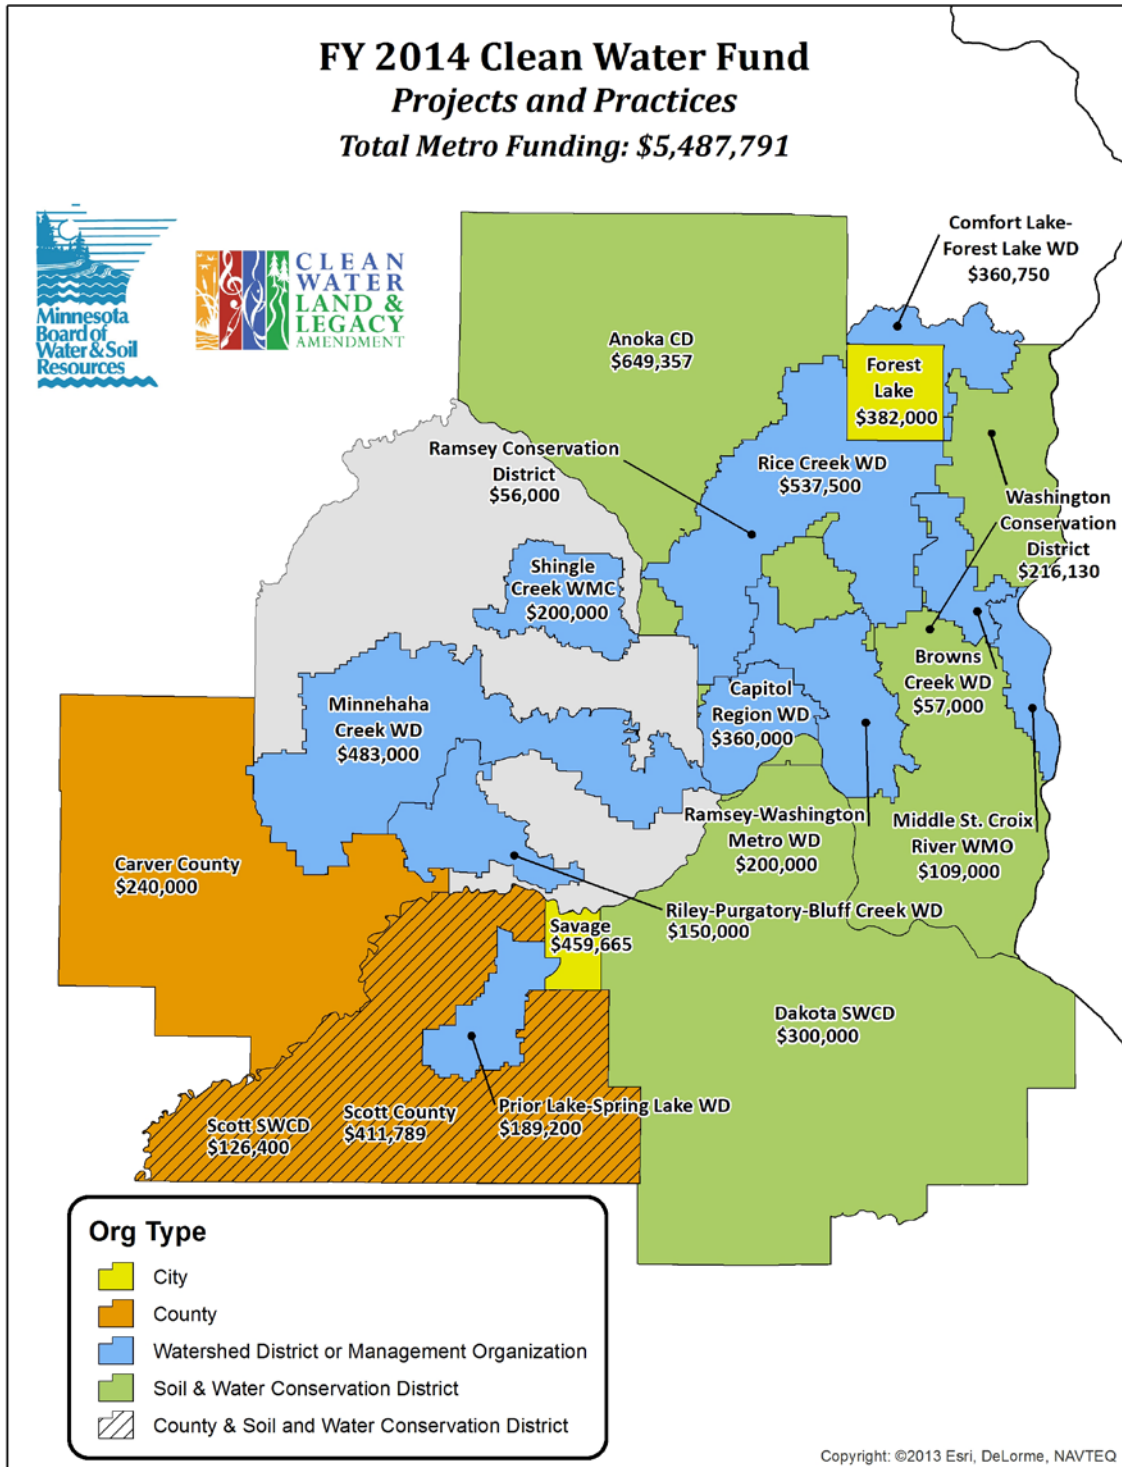 FY 2014 Clean Water Fund
Projects and Practices
Total Metro Funding: $5,487,791
Minnesota
Board of
Water & Soil
Resources
CLEAN
WATER
LAND &
LEGACY
AMENDMENT
Comfort Lake-
Forest Lake WD
$360,750
Anoka CD
$649,357
Forest
Lake
$382,000
Ramsey Conservation
District
$56,000
Rice Creek WD
$537,500
Washington
Conservation
District
$216,130
Shingle
Creek WMC
$200,000
Browns
Creek WD
$57,000
Minnehaha
Creek WD
$483,000
Capitol
Region WD
$360,000
Ramsey-Washington
Metro WD
$200,000
Middle St. Croix
River WMO
$109,000
Carver County
$240,000
Riley-Purgatory-Bluff Creek WD
$150,000
Savage
$459,665
Dakota SWCD
$300,000
Prior Lake-Spring Lake WD
$189,200
Scott County
$411,789
Scott SWCD
$126,400
Org Type
City
County
Watershed District or Management Organization
Soil & Water Conservation District
County & Soil and Water Conservation District
Copyright: ©2013 Esri, DeLorme, NAVTEQ